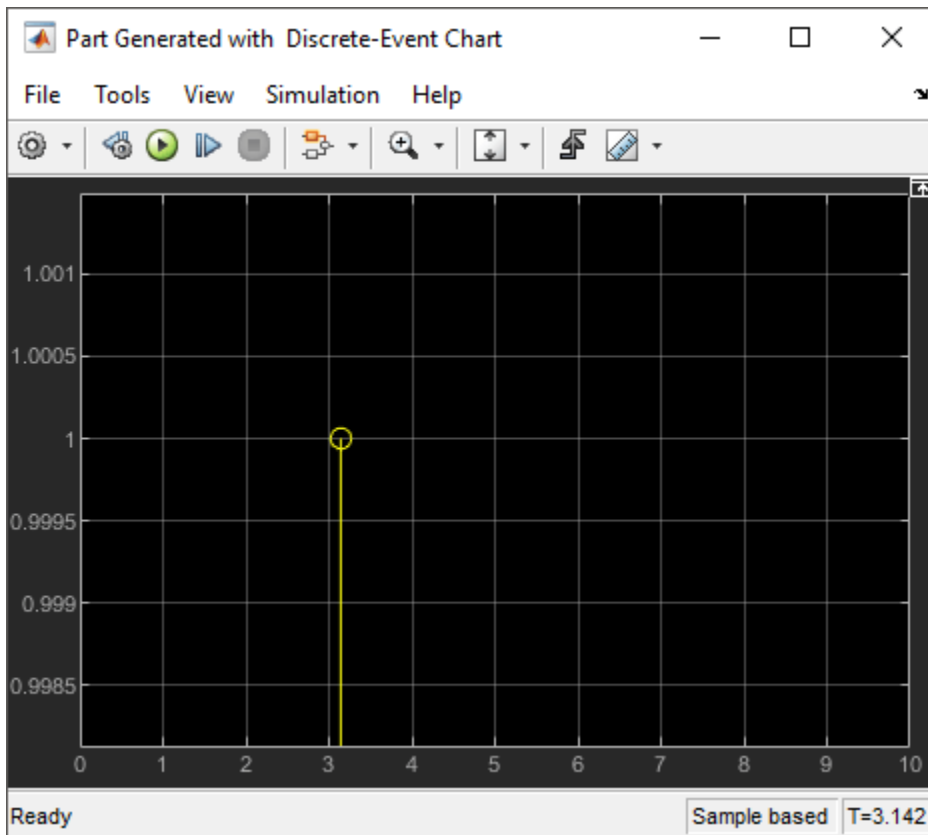 Part Generated with  Discrete-Event Chart
File Tools View Simulation Help
1.001
1.0005
1
0.9995
0.999
0.9985
0 1 2 3 4 5 6 7 8 9 10
Ready Sample based T=3.142